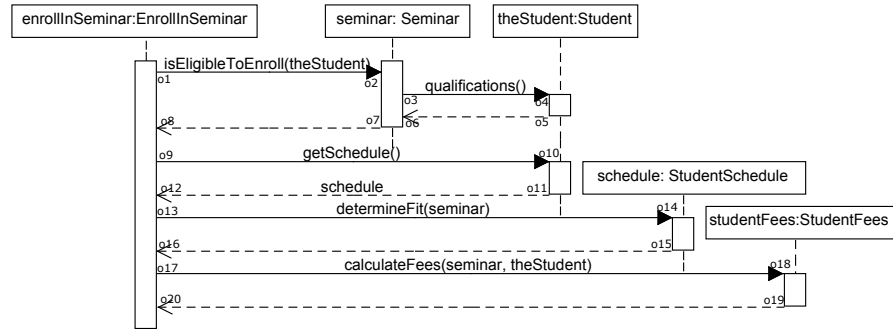 enrollInSeminar:EnrollInSeminar
seminar: Seminar
theStudent:Student
isEligibleToEnroll(theStudent)
o1
o2
qualifications()
o3
o4
o5
o6
o7
o8
getSchedule()
o9
o10
schedule: StudentSchedule
schedule
o11
o12
determineFit(seminar)
o13
o14
studentFees:StudentFees
o15
o16
calculateFees(seminar, theStudent)
o17
o18
o19
o20